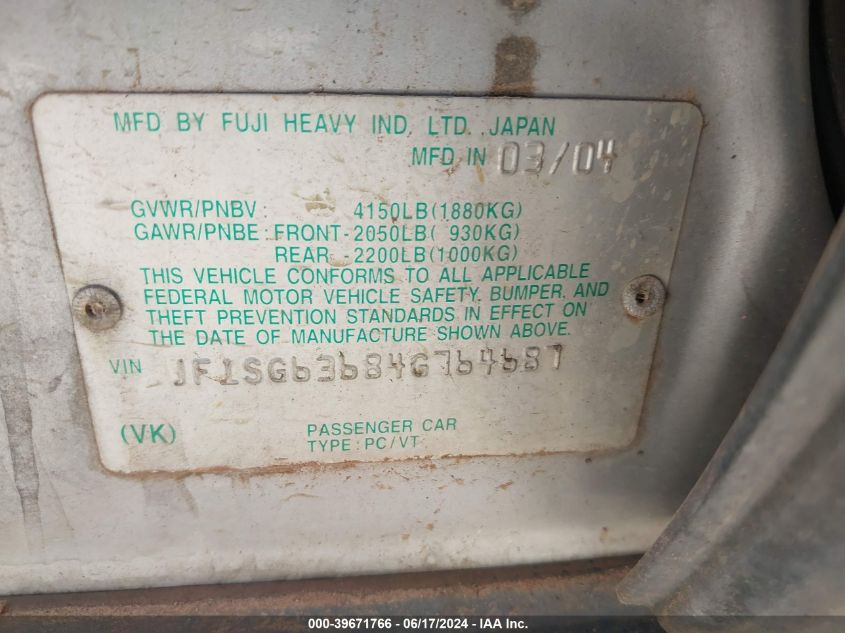 MFD BY FUJI HEAVY IND. LTD. JAPAN
MFD IN 03/04
GVWR/PNBV : 4150LB(1880KG)
GAWR/PNBE : FRONT-2050LB( 930KG)
REAR -2200LB(1000KG)
THIS VEHICLE CONFORMS TO ALL APPLICABLE
FEDERAL MOTOR VEHICLE SAFETY, BUMPER, AND
THEFT PREVENTION STANDARDS IN EFFECT ON
THE DATE OF MANUFACTURE SHOWN ABOVE.
VIN JF1SG63684G764687
(VK) PASSENGER CAR
TYPE : PC/VT
000-39671766 - 06/17/2024 - IAA Inc.